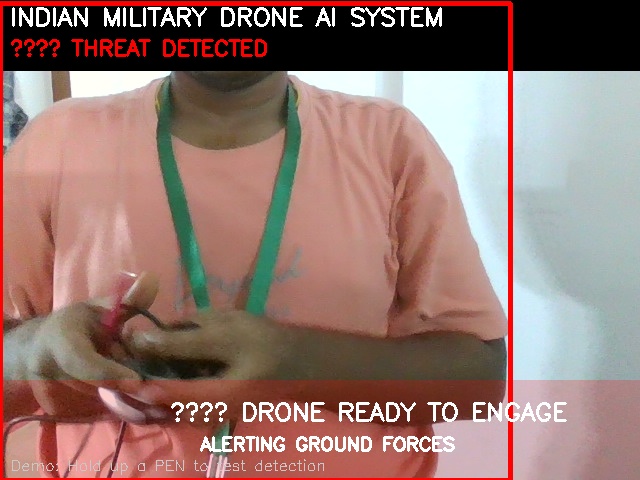 INDIAN MILITARY DRONE AI SYSTEM
???? THREAT DETECTED
???? DRONE READY TO ENGAGE
ALERTING GROUND FORCES
Demo: Hold up a PEN to test detection